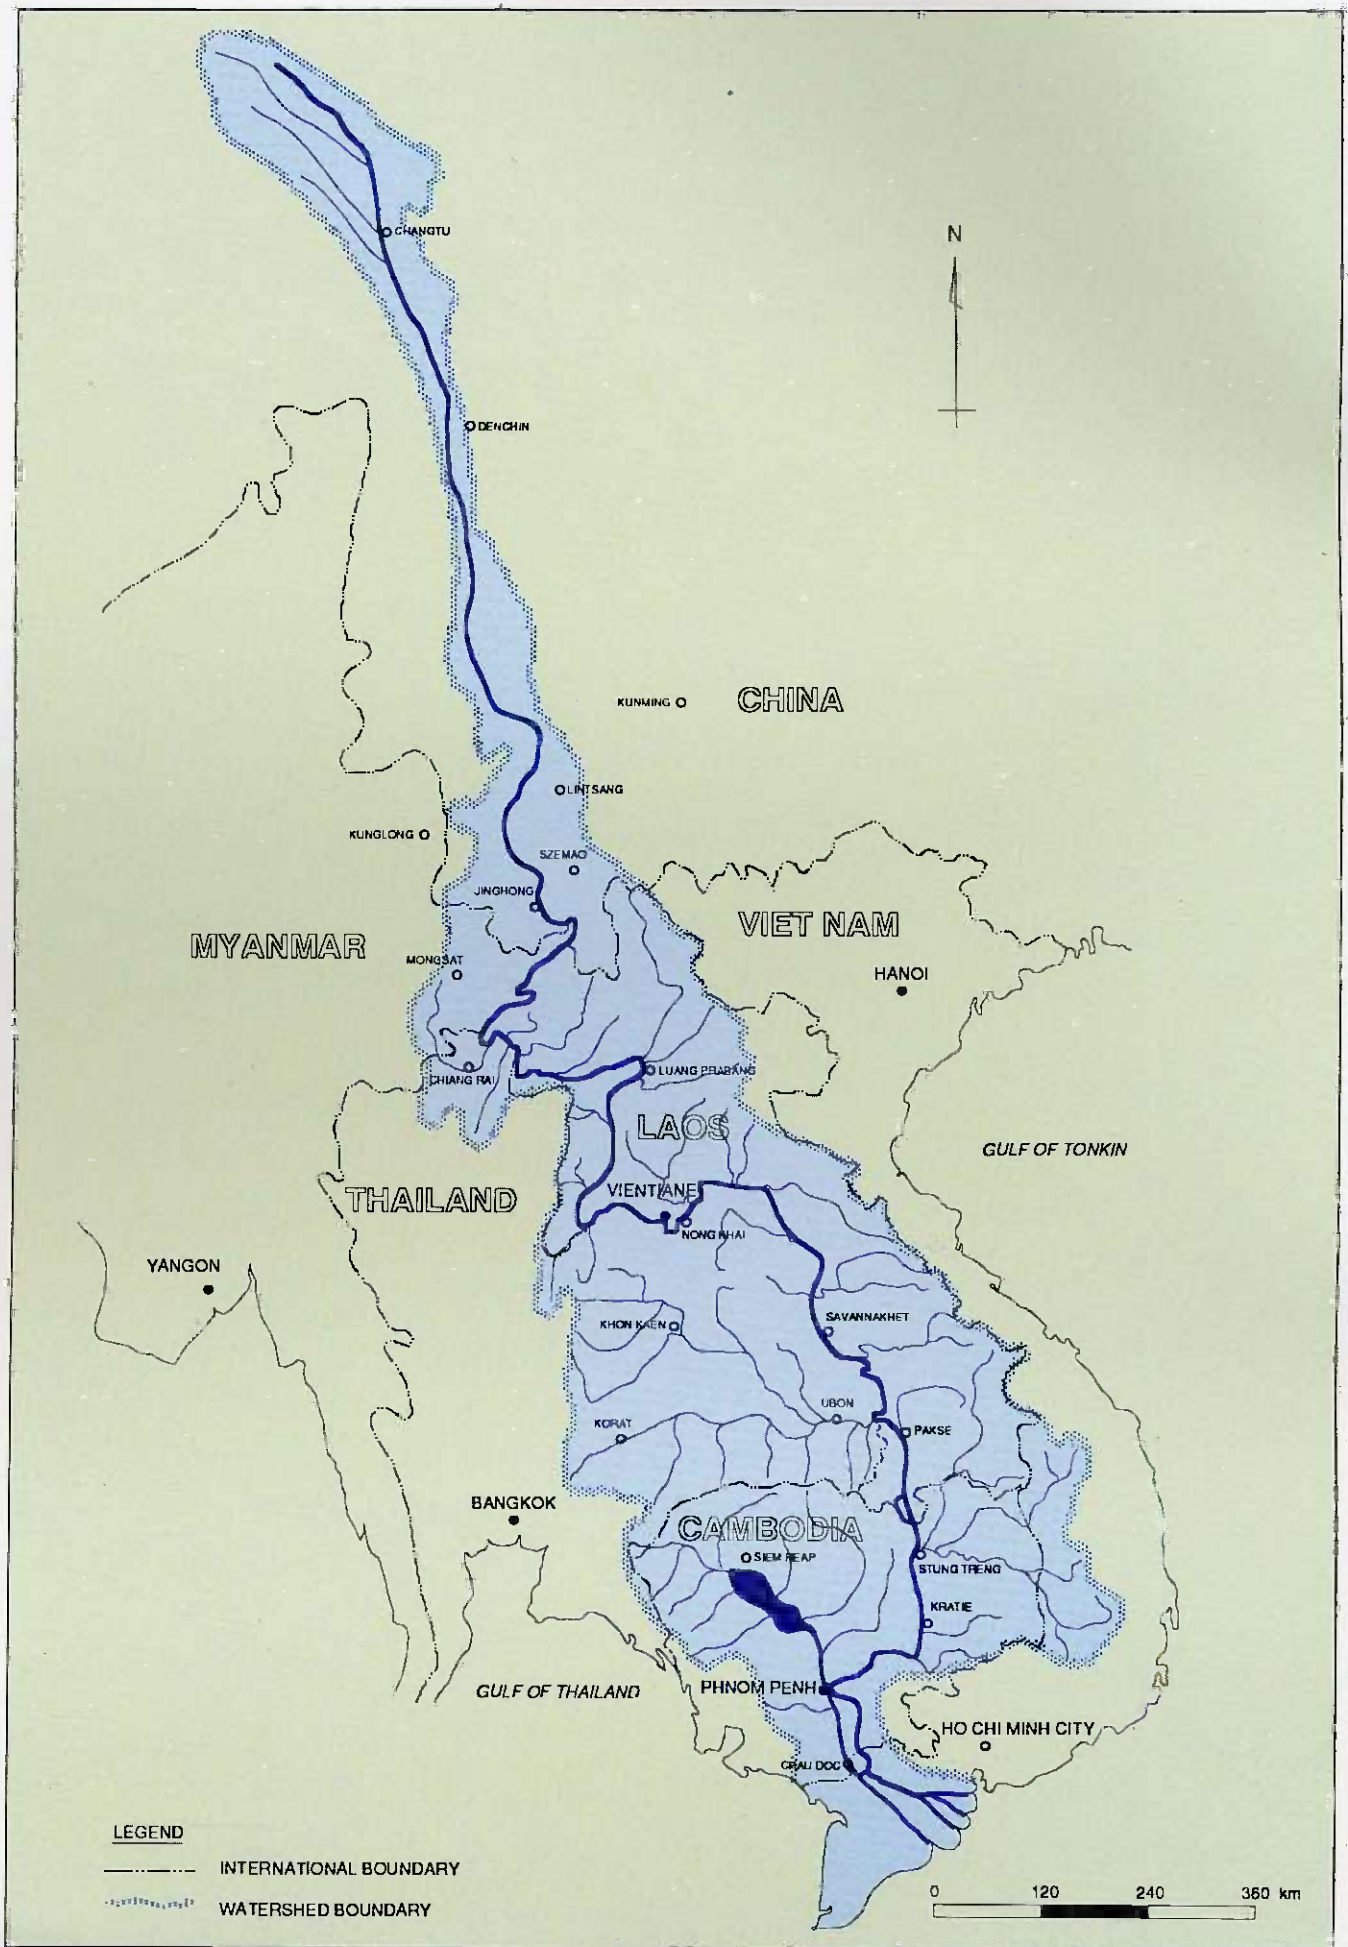 CHANGTU
N
DENCHIN
KUNMING
CHINA
LINTSANG
KUNGLONG
SZEMAO
JINGHONG
VIET NAM
MYANMAR
MONGSAT
HANOI
CHIANG RAI
LUANG PRABANG
LAOS
GULF OF TONKIN
THAILAND
VIENTIANE
NONG KHAI
YANGON
SAVANNAKHET
KHON KAEN
UBON
KORAT
PAKSE
BANGKOK
CAMBODIA
SIEM REAP
STUNG TRENG
KRATIE
GULF OF THAILAND
PHNOM PENH
HO CHI MINH CITY
CHAU DOC
LEGEND
INTERNATIONAL BOUNDARY
WATERSHED BOUNDARY
0 120 240 360 km